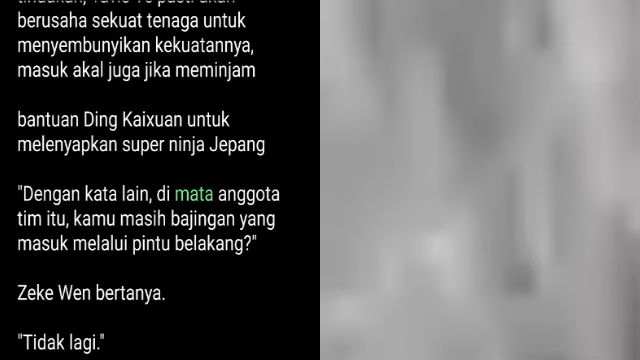 berusaha sekuat tenaga untuk
menyembunyikan kekuatannya,
masuk akal juga jika meminjam
bantuan Ding Kaixuan untuk
melenyapkan super ninja Jepang
"Dengan kata lain, di mata anggota
tim itu, kamu masih bajingan yang
masuk melalui pintu belakang?"
Zeke Wen bertanya.
"Tidak lagi."